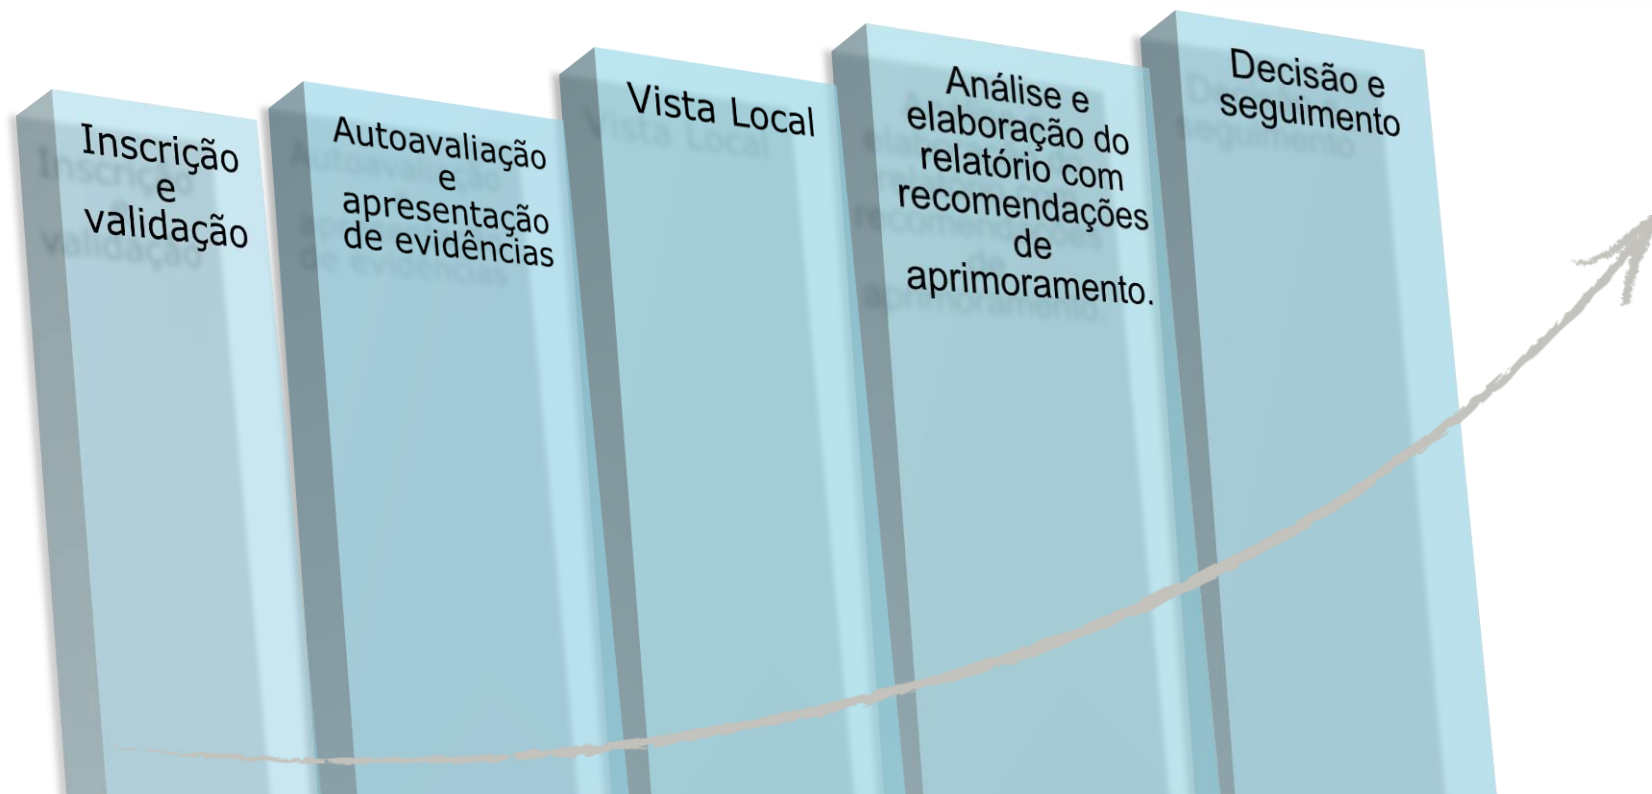 Inscrição
e
validação
Autoavaliação
e
apresentação
de evidências
Vista Local
Análise e
elaboração do
relatório com
recomendações
de
aprimoramento.
Decisão e
seguimento